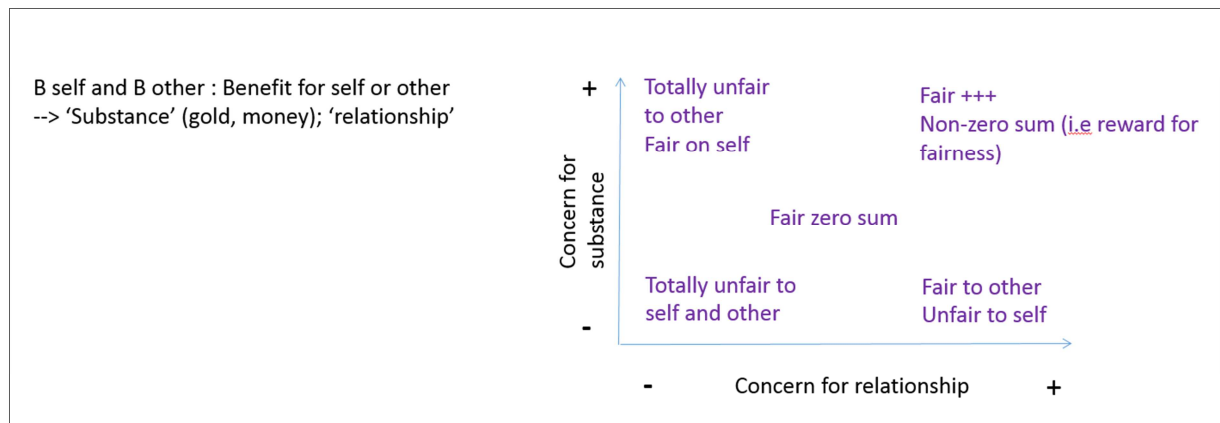 B self and B other : Benefit for self or other
--> ‘Substance’ (gold, money); ‘relationship’
+
Totally unfair
to other
Fair on self
Fair +++
Non-zero sum (i.e reward for
fairness)
Concern for
substance
Fair zero sum
Totally unfair to
self and other
Fair to other
Unfair to self
-
- Concern for relationship +